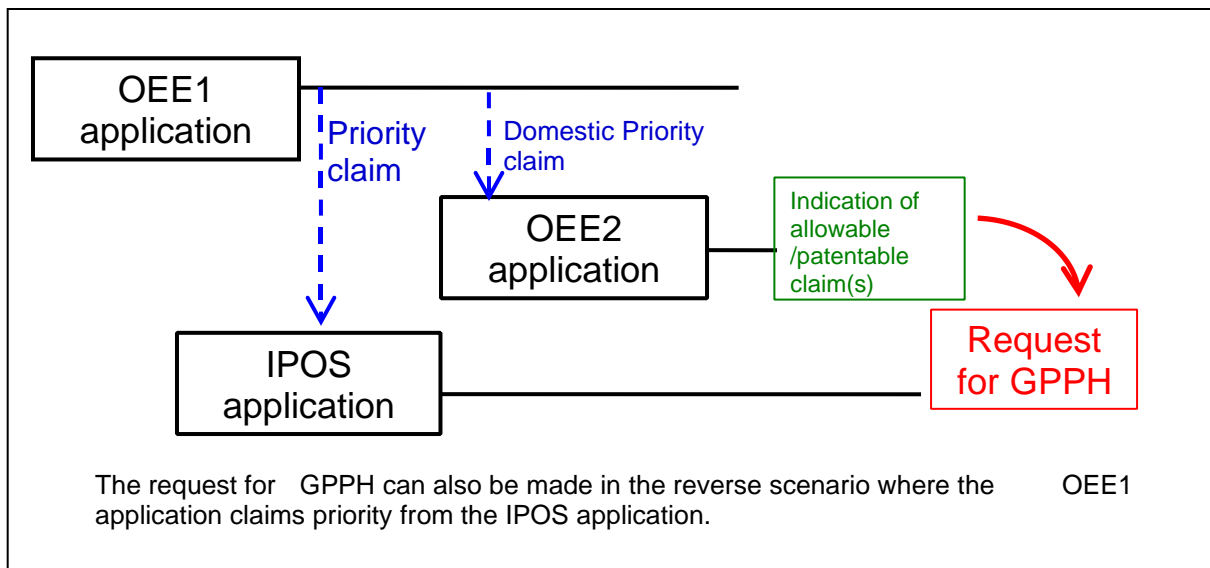 OEE1
application
Priority
claim
Domestic Priority
claim
OEE2
application
Indication of
allowable
/patentable
claim(s)
IPOS
application
Request
for GPPH
The request for GPPH can also be made in the reverse scenario where the OEE1
application claims priority from the IPOS application.